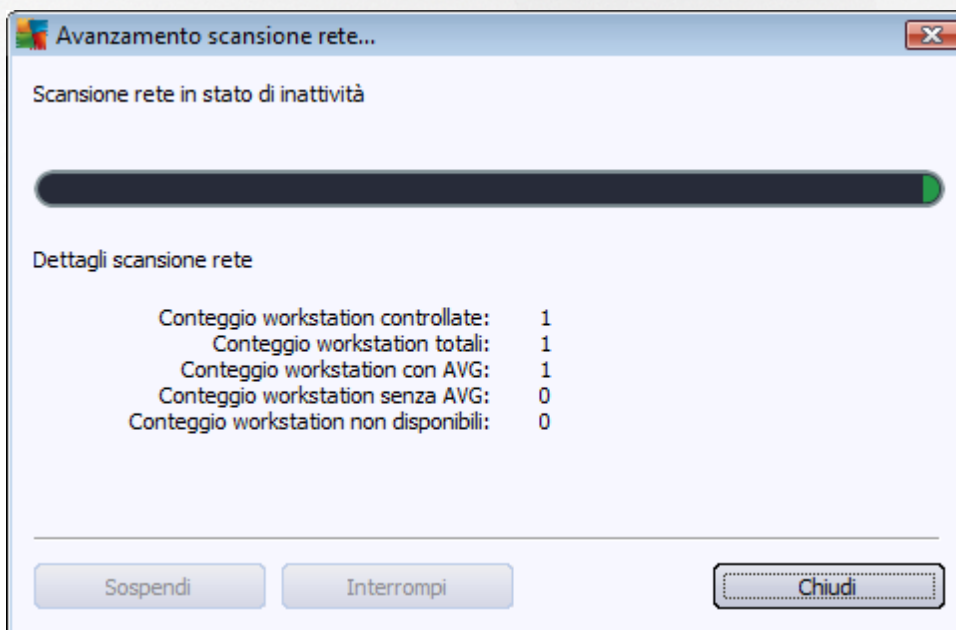 Avanzamento scansione rete...
Scansione rete in stato di inattività
Dettagli scansione rete
Conteggio workstation controllate: 1
Conteggio workstation totali: 1
Conteggio workstation con AVG: 1
Conteggio workstation senza AVG: 0
Conteggio workstation non disponibili: 0
Sospendi Interrompi Chiudi